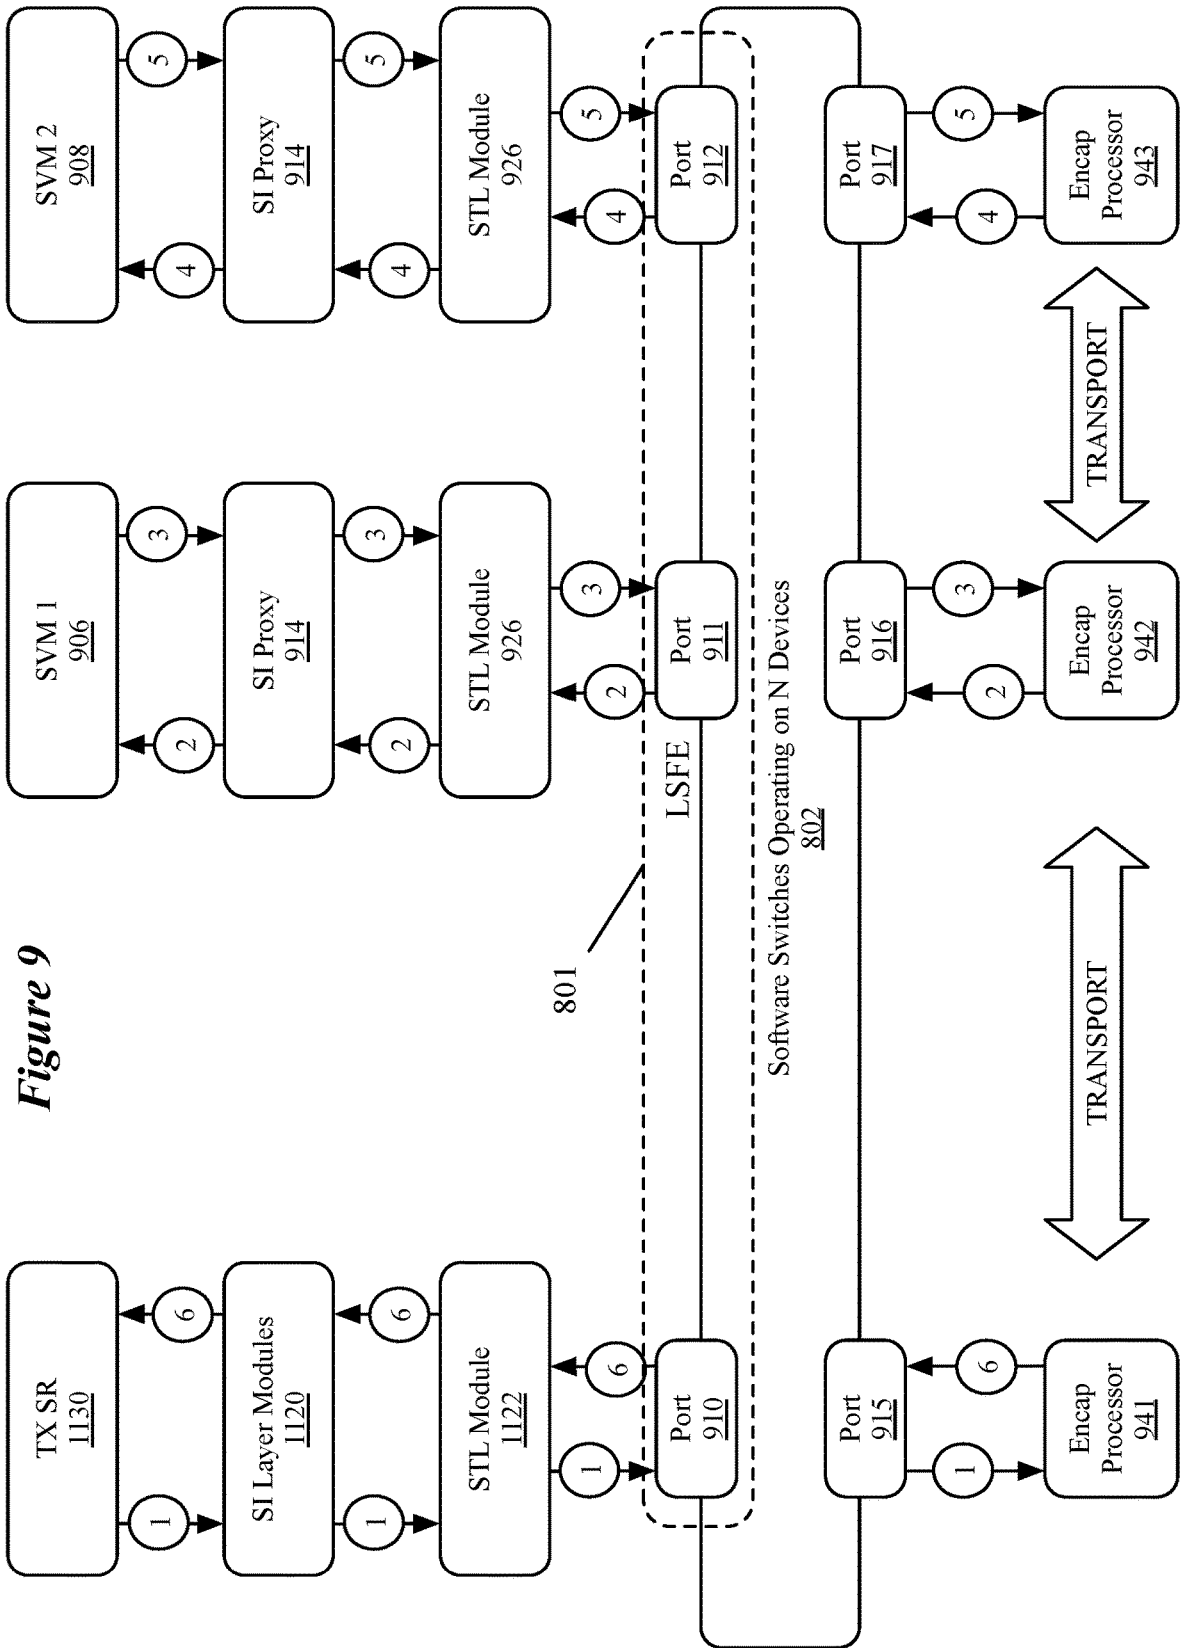 Figure 9
TX SR
1130
SVM 1
906
SVM 2
908
1
6
2
3
4
5
SI Layer Modules
1120
SI Proxy
914
SI Proxy
914
1
6
2
3
4
5
STL Module
1122
STL Module
926
STL Module
926
801
1
6
2
3
4
5
LSFE
Port
910
Port
911
Port
912
Software Switches Operating on N Devices
802
Port
915
Port
916
Port
917
1
6
2
3
4
5
Encap
Processor
941
TRANSPORT
Encap
Processor
942
TRANSPORT
Encap
Processor
943